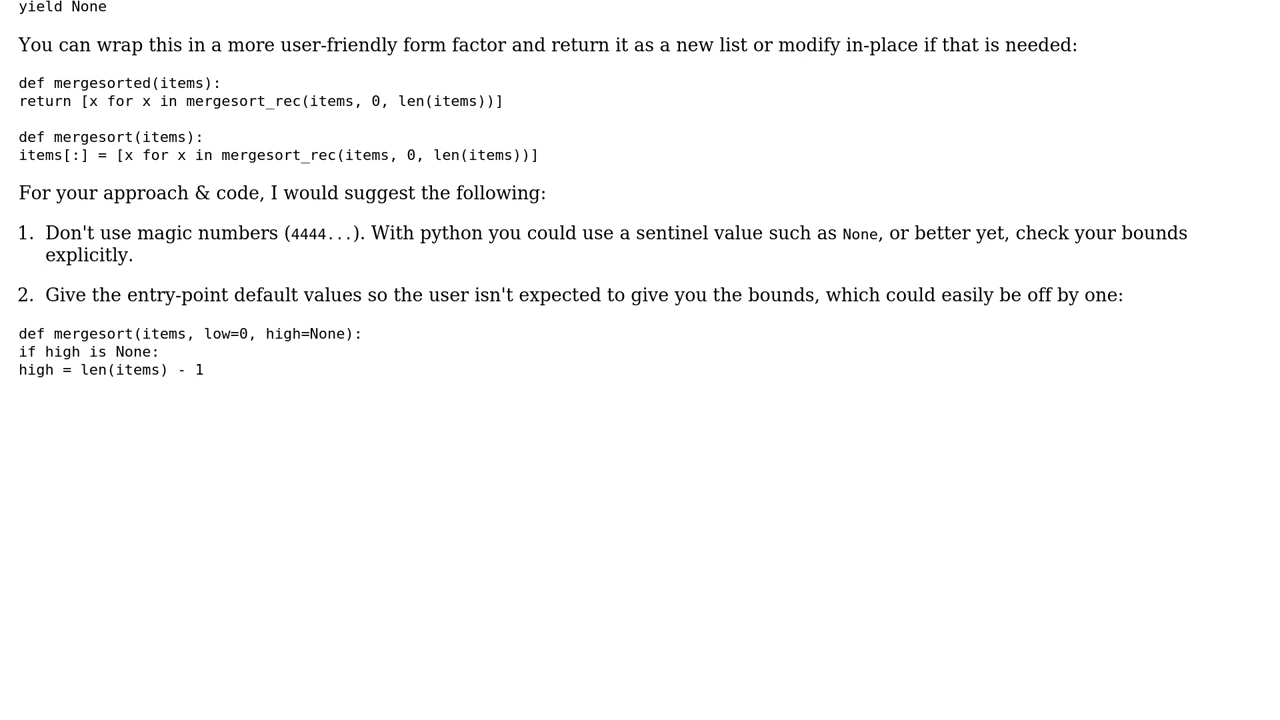 yield None
You can wrap this in a more user-friendly form factor and return it as a new list or modify in-place if that is needed:
def mergesorted(items):
return [x for x in mergesort_rec(items, 0, len(items))]
def mergesort(items):
items[:] = [x for x in mergesort_rec(items, 0, len(items))]
For your approach & code, I would suggest the following:
1. Don't use magic numbers (4444...). With python you could use a sentinel value such as None, or better yet, check your bounds
explicitly.
2. Give the entry-point default values so the user isn't expected to give you the bounds, which could easily be off by one:
def mergesort(items, low=0, high=None):
if high is None:
high = len(items) - 1